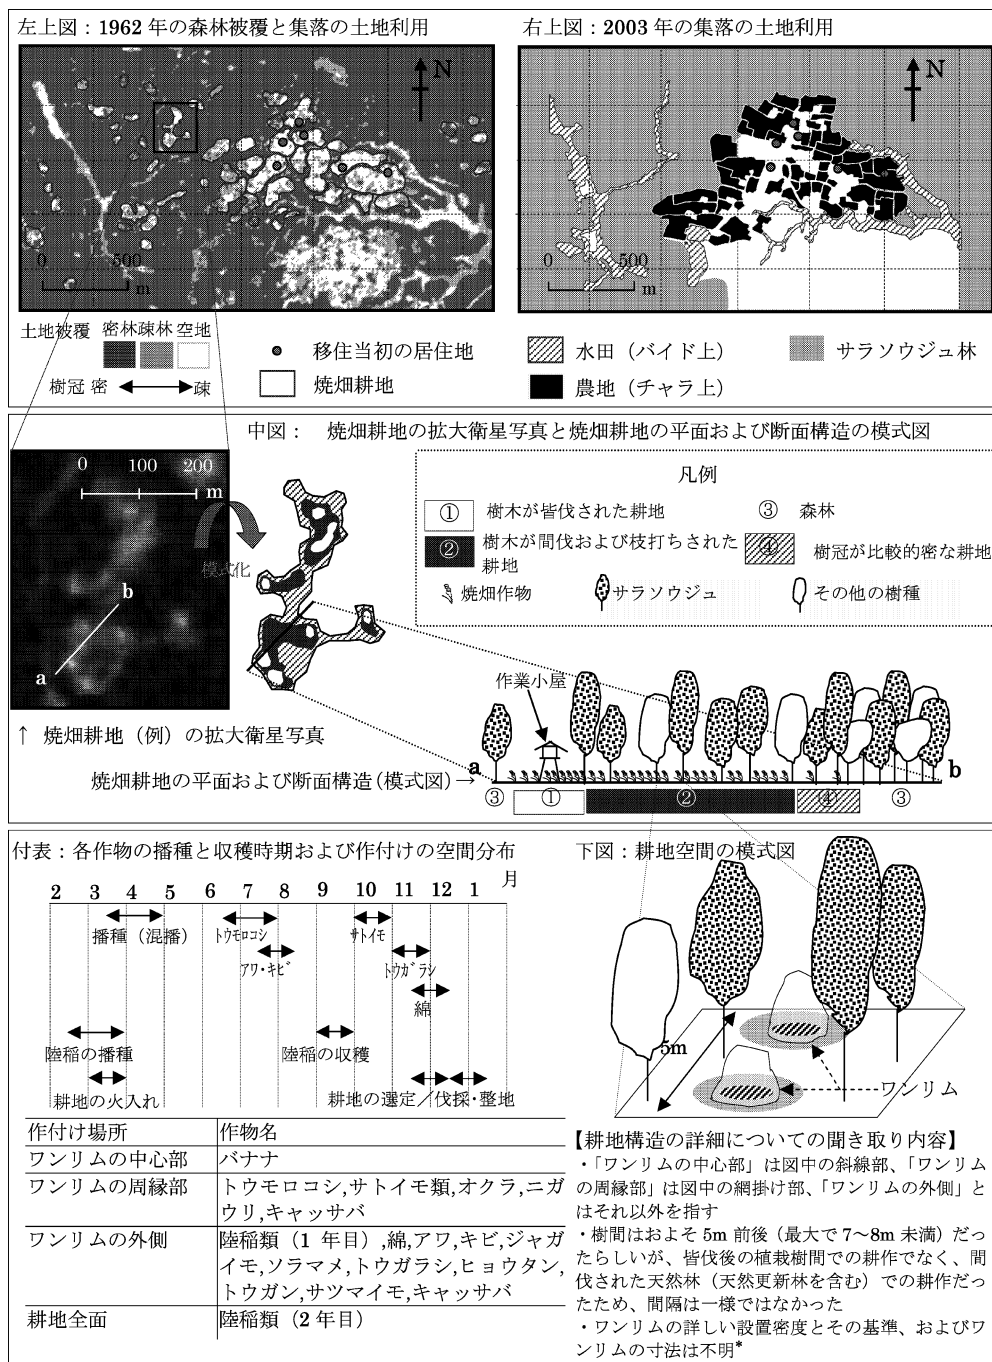 左上図：1962 年の森林被覆と集落の土地利用
右上図：2003 年の集落の土地利用
N
0 500
m
N
0 500
m
土地被覆 密林 疎林 空地
樹冠 密 疎
移住当初の居住地
焼畑耕地
水田（バイド上）
農地（チャラ上）
サラソウジュ林
中図： 焼畑耕地の拡大衛星写真と焼畑耕地の平面および断面構造の模式図
0 100 200
m
模式化
b
a
凡例
① 樹木が皆伐された耕地
③ 森林
② 樹木が間伐および枝打ちされた
耕地
④ 樹冠が比較的密な耕地
焼畑作物 サラソウジュ その他の樹種
作業小屋
↑ 焼畑耕地（例）の拡大衛星写真
焼畑耕地の平面および断面構造(模式図)→
a b
③ ① ② ④ ③
付表：各作物の播種と収穫時期および作付けの空間分布
2 3 4 5 6 7 8 9 10 11 12 1 月
播種（混播） ﾄｳﾓﾛｺｼ ｻﾄｲﾓ
ｱﾜ・ｷﾋﾞ ﾄｳｶﾞﾗｼ
綿
陸稲の播種 陸稲の収穫
耕地の火入れ 耕地の選定／伐採・整地
作付け場所 作物名
ワンリムの中心部 バナナ
ワンリムの周縁部 トウモロコシ,サトイモ類,オクラ,ニガ
ウリ,キャッサバ
ワンリムの外側 陸稲類（1 年目）,綿,アワ,キビ,ジャガ
イモ,ソラマメ,トウガラシ,ヒョウタン,
トウガン,サツマイモ,キャッサバ
耕地全面 陸稲類（2 年目）
下図：耕地空間の模式図
5m
ワンリム
【耕地構造の詳細についての聞き取り内容】
・「ワンリムの中心部」は図中の斜線部、「ワンリム
の周縁部」は図中の網掛け部、「ワンリムの外側」と
はそれ以外を指す
・樹間はおよそ 5m 前後（最大で 7～8m 未満）だ
ったらしいが、皆伐後の植栽樹間での耕作でなく、間
伐された天然林（天然更新林を含む）での耕作だっ
たため、間隔は一様ではなかった
・ワンリムの詳しい設置密度とその基準、およびワ
ンリムの寸法は不明*